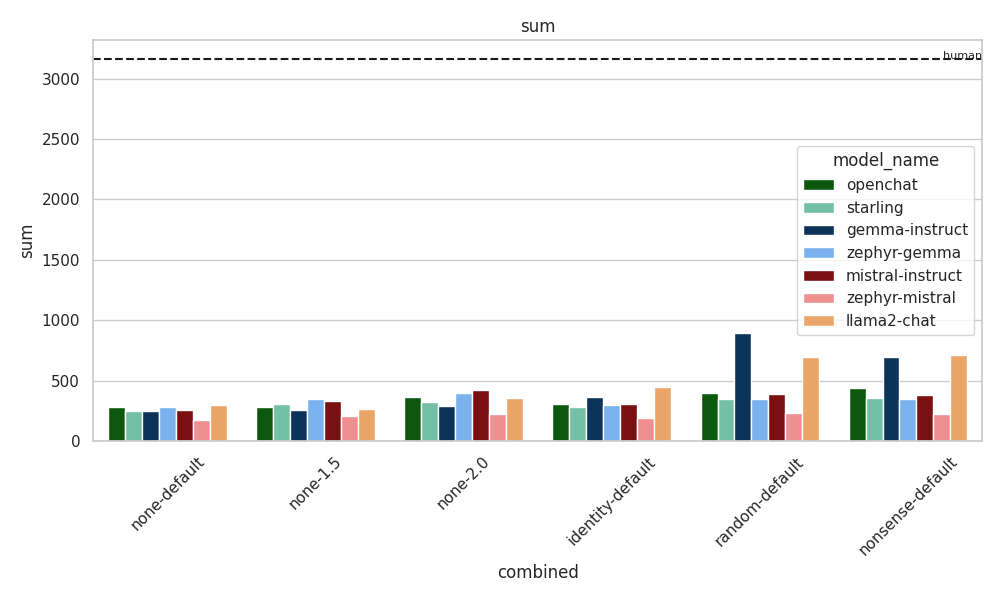 sum
human
3000
2500
2000
1500
1000
500
0
sum
model_name
openchat
starling
gemma-instruct
zephyr-gemma
mistral-instruct
zephyr-mistral
llama2-chat
none-default
none-1.5
none-2.0
identity-default
random-default
nonsense-default
combined